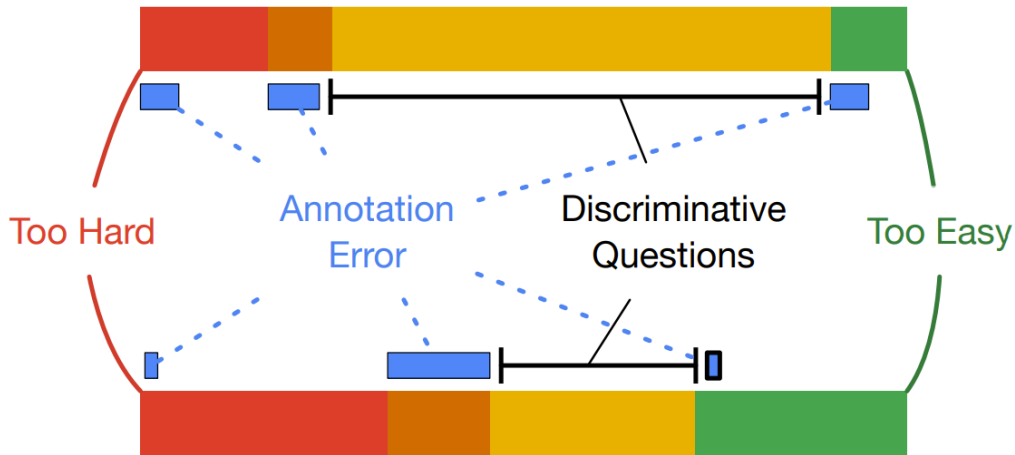 Too Hard
Annotation
Error
Discriminative
Questions
Too Easy